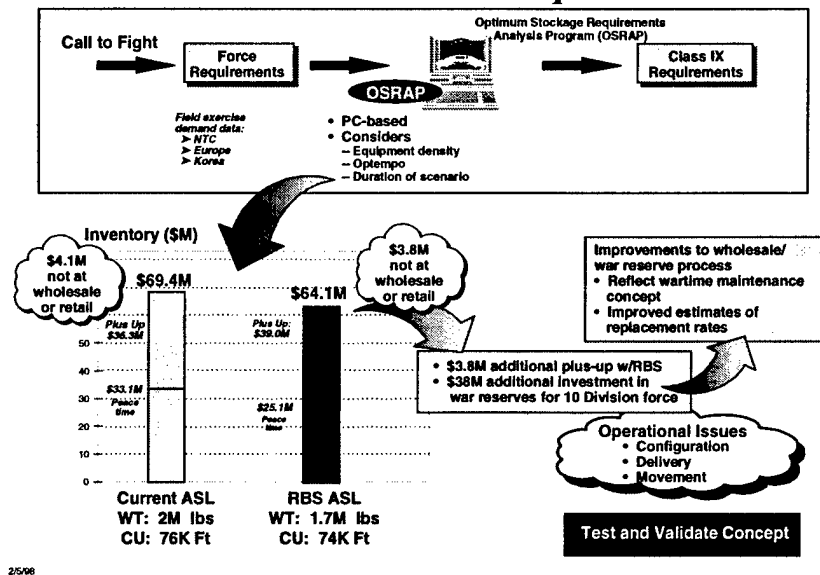 Optimum Stockage Requirements
Analysis Program (OSRAP)
Call to Fight
Force
Requirements
OSRAP
Class IX
Requirements
Field exercise
demand data:
➤ NTC
➤ Europe
➤ Korea
• PC-based
• Considers
– Equipment density
– Optempo
– Duration of scenario
Inventory ($M)
$4.1M
not at
wholesale
or retail
$69.4M
Plus Up
$36.3M
$33.1M
Peace
time
50
40
30
20
10
0
$3.8M
not at
wholesale
or retail
$64.1M
Plus Up:
$39.0M
$25.1M
Peace
time
Current ASL
WT: 2M lbs
CU: 76K Ft
RBS ASL
WT: 1.7M lbs
CU: 74K Ft
Improvements to wholesale/
war reserve process
• Reflect wartime maintenance
concept
• Improved estimates of
replacement rates
• $3.8M additional plus-up w/RBS
• $38M additional investment in
war reserves for 10 Division force
Operational Issues
• Configuration
• Delivery
• Movement
Test and Validate Concept
2/5/98